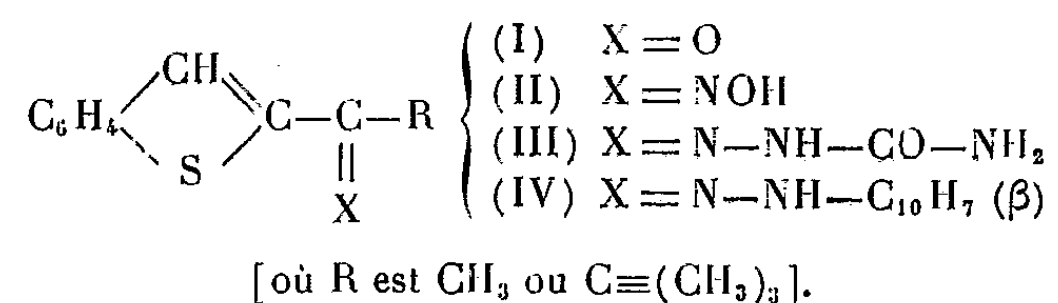 (I) X = O
CH (II) X = NOH
C₆H₄ C—C—R (III) X = N—NH—CO—NH₂
S || (IV) X = N—NH—C₁₀H₇ (β)
X
[où R est CH₃ ou C≡(CH₃)₃].